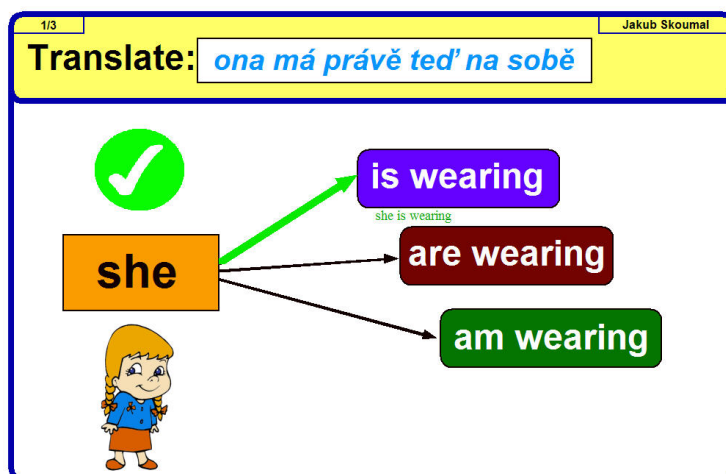 1/3
Jakub Skoumal
Translate: ona má právě teď na sobě
is wearing
she is wearing
she
are wearing
am wearing